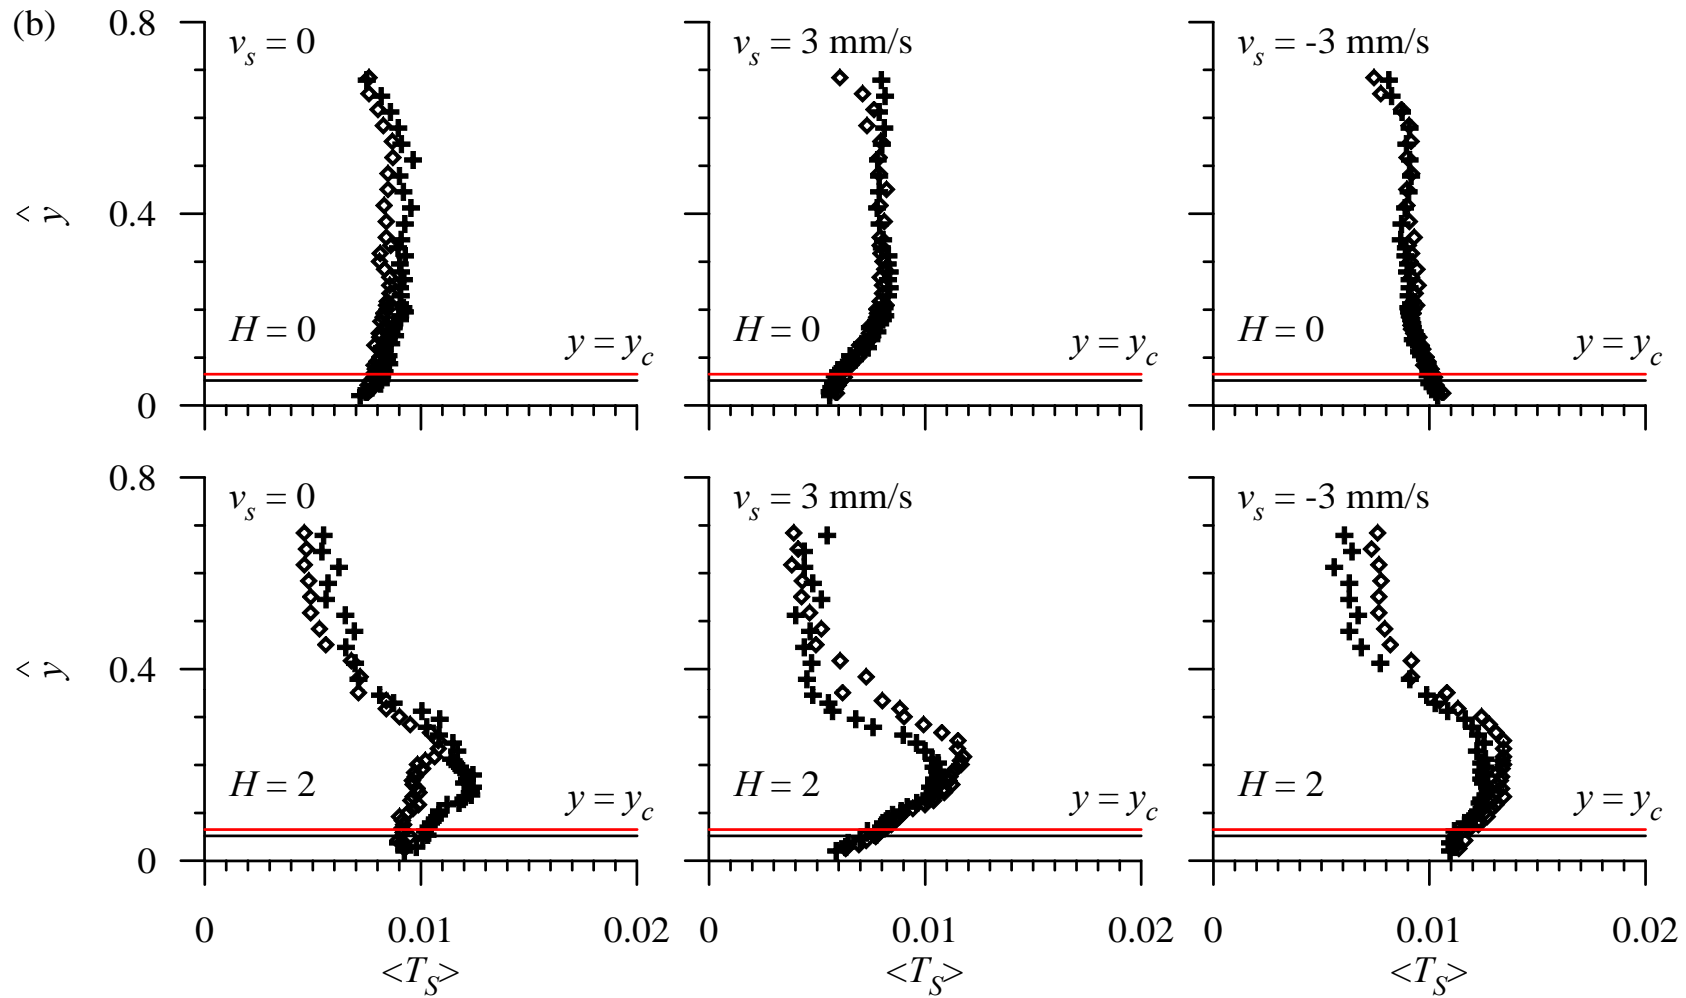 (b)
0.8
v_s = 0
v_s = 3 mm/s
v_s = -3 mm/s
ŷ
0.4
H = 0
y = y_c
H = 0
y = y_c
H = 0
y = y_c
0
0.8
v_s = 0
v_s = 3 mm/s
v_s = -3 mm/s
ŷ
0.4
H = 2
y = y_c
H = 2
y = y_c
H = 2
y = y_c
0
0 0.01 0.02 0 0.01 0.02 0 0.01 0.02
<T_S> <T_S> <T_S>